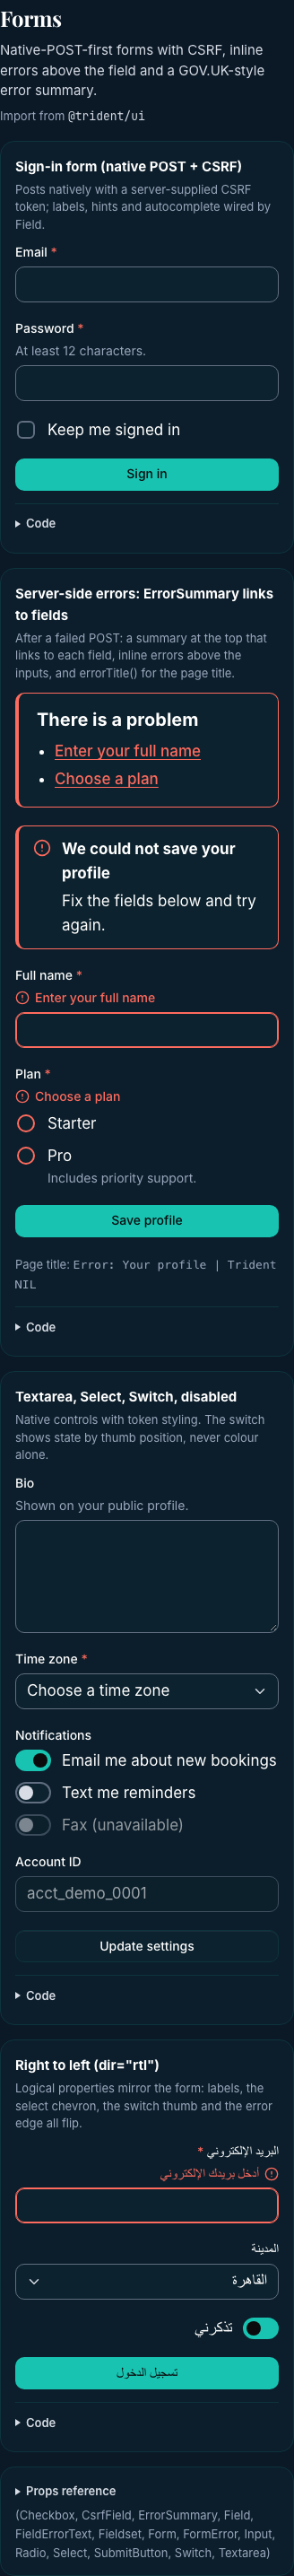 Forms
Native-POST-first forms with CSRF, inline
errors above the field and a GOV.UK-style
error summary.
Import from @trident/ui
Sign-in form (native POST + CSRF)
Posts natively with a server-supplied CSRF
token; labels, hints and autocomplete wired by
Field.
Email *
Password *
At least 12 characters.
Keep me signed in
Sign in
Code
Server-side errors: ErrorSummary links
to fields
After a failed POST: a summary at the top that
links to each field, inline errors above the
inputs, and errorTitle() for the page title.
There is a problem
Enter your full name
Choose a plan
We could not save your
profile
Fix the fields below and try
again.
Full name *
Enter your full name
Plan *
Choose a plan
Starter
Pro
Includes priority support.
Save profile
Page title: Error: Your profile | Trident
NIL
Code
Textarea, Select, Switch, disabled
Native controls with token styling. The switch
shows state by thumb position, never colour
alone.
Bio
Shown on your public profile.
Time zone *
Choose a time zone
Notifications
Email me about new bookings
Text me reminders
Fax (unavailable)
Account ID
acct_demo_0001
Update settings
Code
Right to left (dir="rtl")
Logical properties mirror the form: labels, the
select chevron, the switch thumb and the error
edge all flip.
البريد الإلكتروني *
أدخل بريدك الإلكتروني
المدينة
القاهرة
تذكرني
تسجيل الدخول
Code
Props reference
(Checkbox, CsrfField, ErrorSummary, Field,
FieldErrorText, Fieldset, Form, FormError, Input,
Radio, Select, SubmitButton, Switch, Textarea)